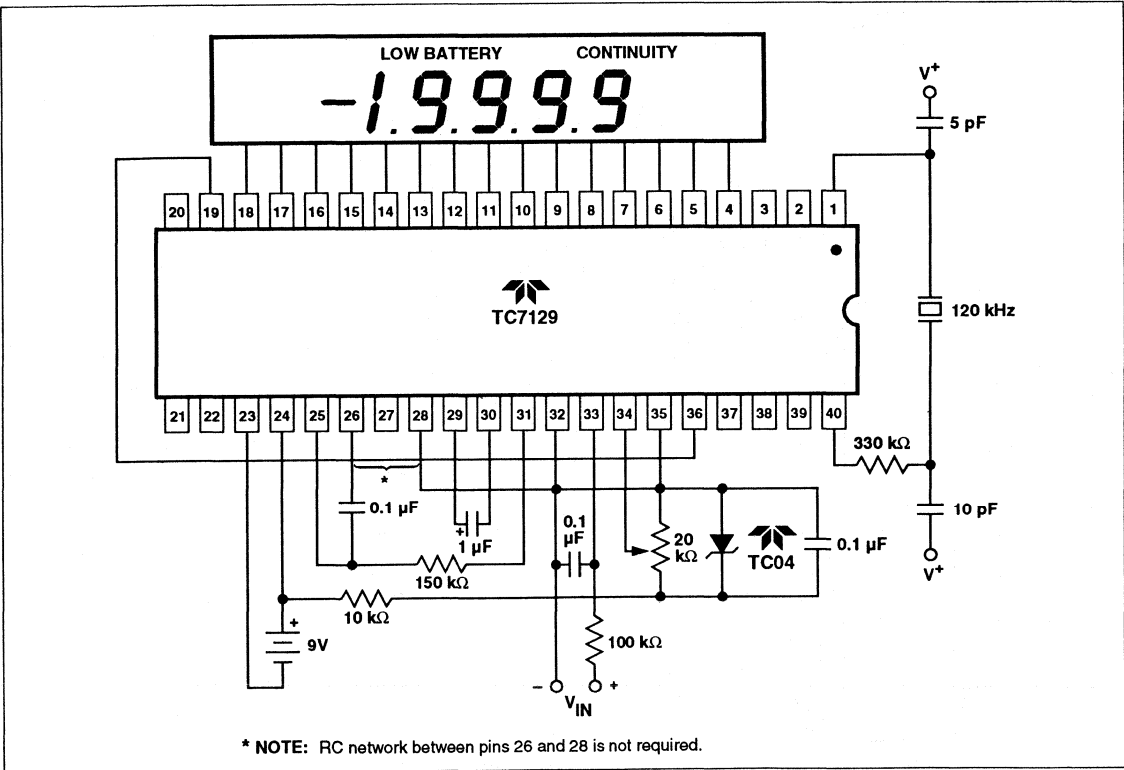 LOW BATTERY CONTINUITY
-1.9.9.9.9
V+
5 pF
20 19 18 17 16 15 14 13 12 11 10 9 8 7 6 5 4 3 2 1
TC7129
120 kHz
21 22 23 24 25 26 27 28 29 30 31 32 33 34 35 36 37 38 39 40
330 kΩ
*
0.1 µF
+
1 µF
0.1
µF
20
kΩ
TC04
0.1 µF
10 pF
V+
150 kΩ
10 kΩ
+
9V
100 kΩ
– +
VIN
* NOTE: RC network between pins 26 and 28 is not required.